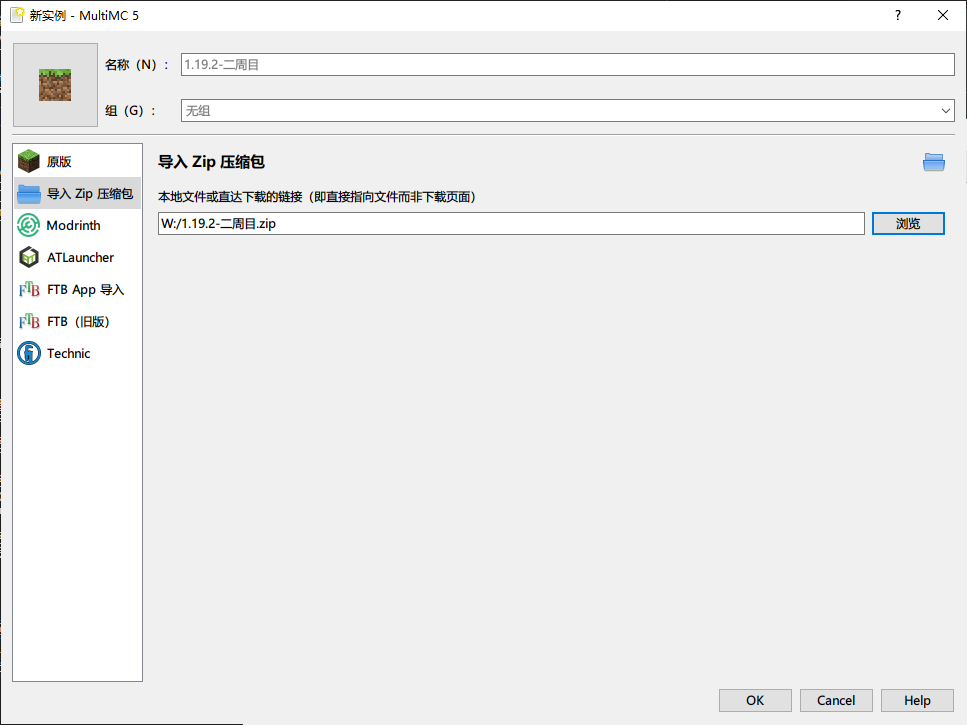 新实例 - MultiMC 5
名称（N）：
1.19.2-二周目
组（G）：
无组
原版
导入 Zip 压缩包
Modrinth
ATLauncher
FTB App 导入
FTB（旧版）
Technic
导入 Zip 压缩包
本地文件或直达下载的链接（即直接指向文件而非下载页面）
W:/1.19.2-二周目.zip
浏览
OK
Cancel
Help